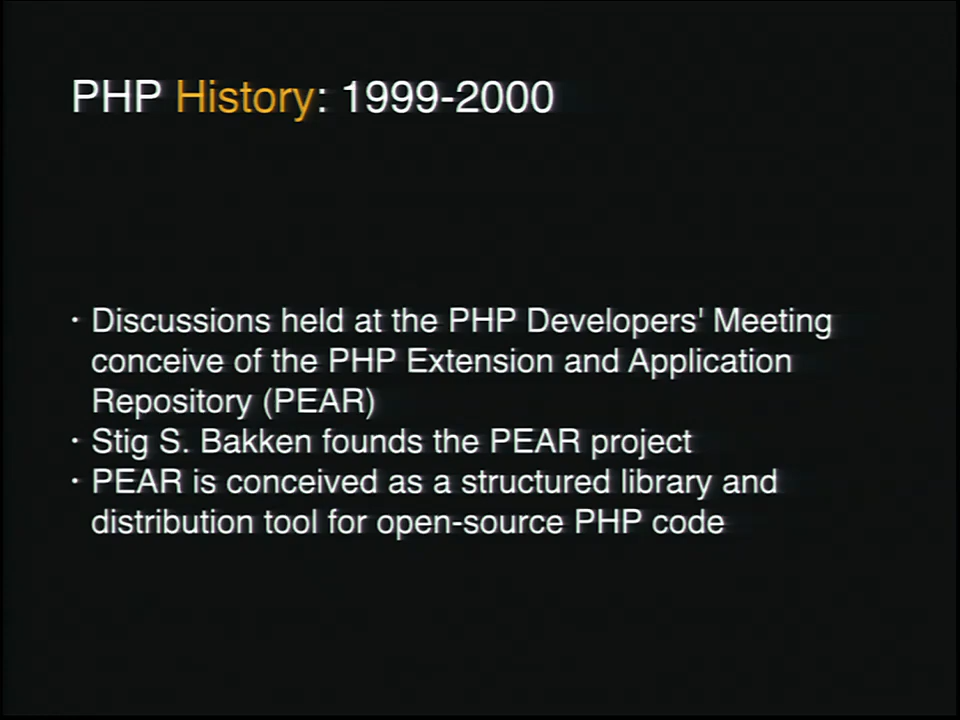 PHP History: 1999-2000
· Discussions held at the PHP Developers' Meeting
conceive of the PHP Extension and Application
Repository (PEAR)
· Stig S. Bakken founds the PEAR project
· PEAR is conceived as a structured library and
distribution tool for open-source PHP code